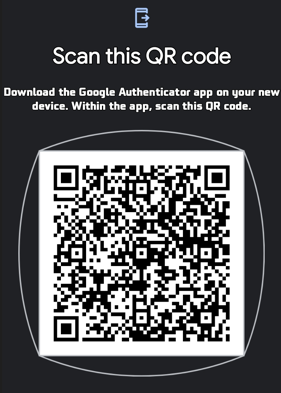 Scan this QR code
Download the Google Authenticator app on your new
device. Within the app, scan this QR code.